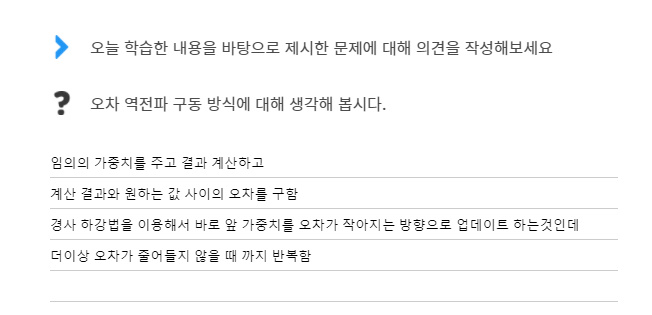 오늘 학습한 내용을 바탕으로 제시한 문제에 대해 의견을 작성해보세요
? 오차 역전파 구동 방식에 대해 생각해 봅시다.
임의의 가중치를 주고 결과 계산하고
계산 결과와 원하는 값 사이의 오차를 구함
경사 하강법을 이용해서 바로 앞 가중치를 오차가 작아지는 방향으로 업데이트 하는것인데
더이상 오차가 줄어들지 않을 때 까지 반복함